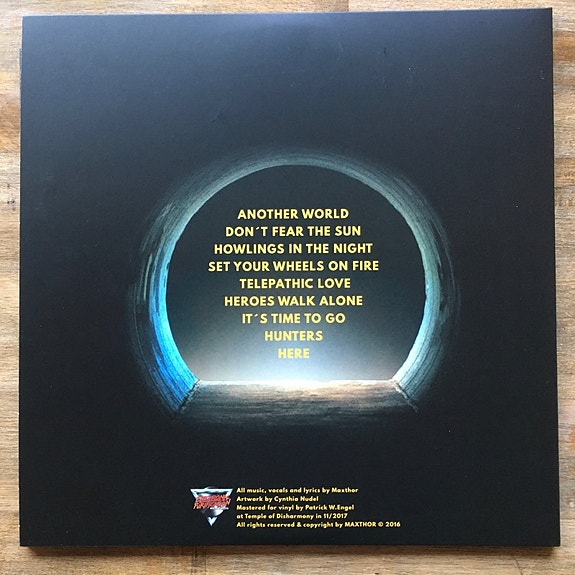 ANOTHER WORLD
DON´T FEAR THE SUN
HOWLINGS IN THE NIGHT
SET YOUR WHEELS ON FIRE
TELEPATHIC LOVE
HEROES WALK ALONE
IT´S TIME TO GO
HUNTERS
HERE
All music, vocals and lyrics by Maxthor
Artwork by Cynthia Nudel
Mastered for vinyl by Patrick W.Engel
at Temple of Disharmony in 11/2017
All rights reserved & copyright by MAXTHOR © 2016